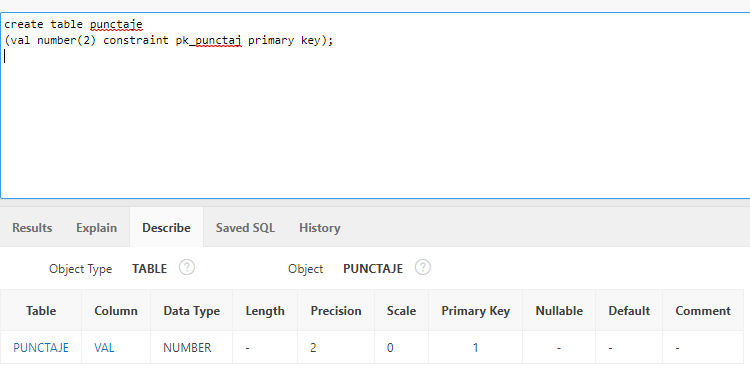 create table punctaje
(val number(2) constraint pk_punctaj primary key);
Results Explain Describe Saved SQL History
Object Type TABLE ? Object PUNCTAJE ?
Table Column Data Type Length Precision Scale Primary Key Nullable Default Comment
PUNCTAJE VAL NUMBER - 2 0 1 - - -